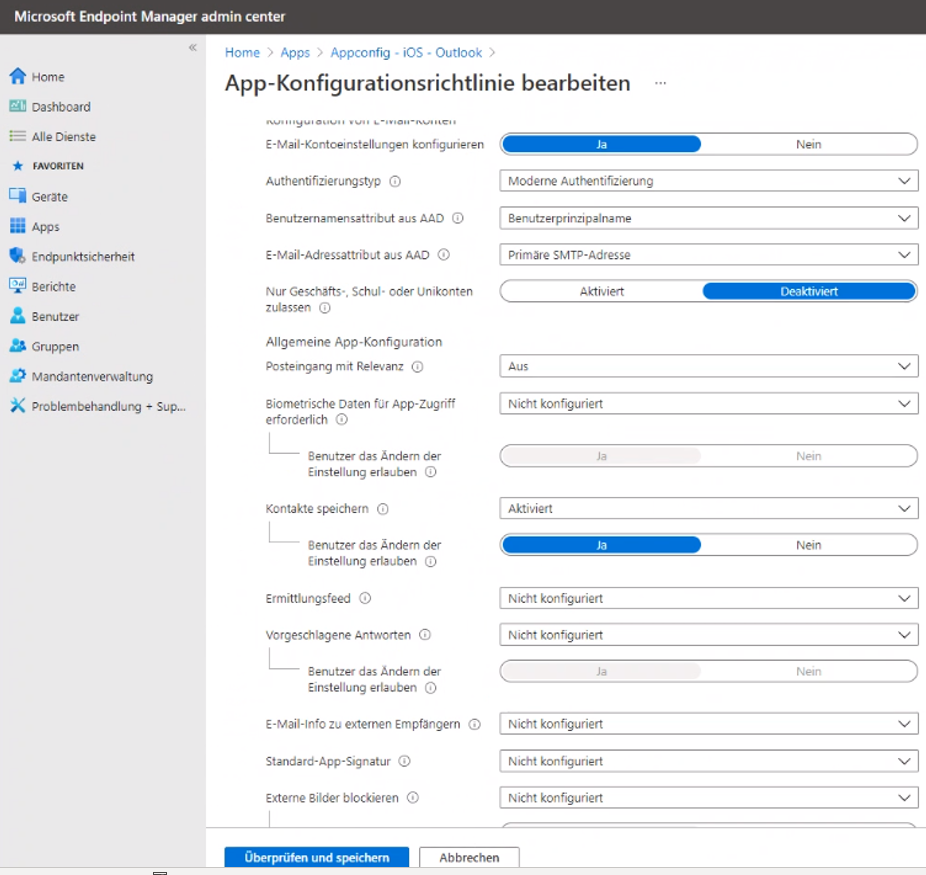 Microsoft Endpoint Manager admin center
«
Home
Dashboard
Alle Dienste
FAVORITEN
Geräte
Apps
Endpunktsicherheit
Berichte
Benutzer
Gruppen
Mandantenverwaltung
Problembehandlung + Sup...
Home > Apps > Appconfig - iOS - Outlook >
App-Konfigurationsrichtlinie bearbeiten ...
Konfiguration von E-Mail-Konten
E-Mail-Kontoeinstellungen konfigurieren Ja Nein
Authentifizierungstyp Moderne Authentifizierung
Benutzernamensattribut aus AAD Benutzerprinzipalname
E-Mail-Adressattribut aus AAD Primäre SMTP-Adresse
Nur Geschäfts-, Schul- oder Unikonten Aktiviert Deaktiviert
zulassen
Allgemeine App-Konfiguration
Posteingang mit Relevanz Aus
Biometrische Daten für App-Zugriff Nicht konfiguriert
erforderlich
Benutzer das Ändern der Ja Nein
Einstellung erlauben
Kontakte speichern Aktiviert
Benutzer das Ändern der Ja Nein
Einstellung erlauben
Ermittlungsfeed Nicht konfiguriert
Vorgeschlagene Antworten Nicht konfiguriert
Benutzer das Ändern der Ja Nein
Einstellung erlauben
E-Mail-Info zu externen Empfängern Nicht konfiguriert
Standard-App-Signatur Nicht konfiguriert
Externe Bilder blockieren Nicht konfiguriert
Überprüfen und speichern Abbrechen